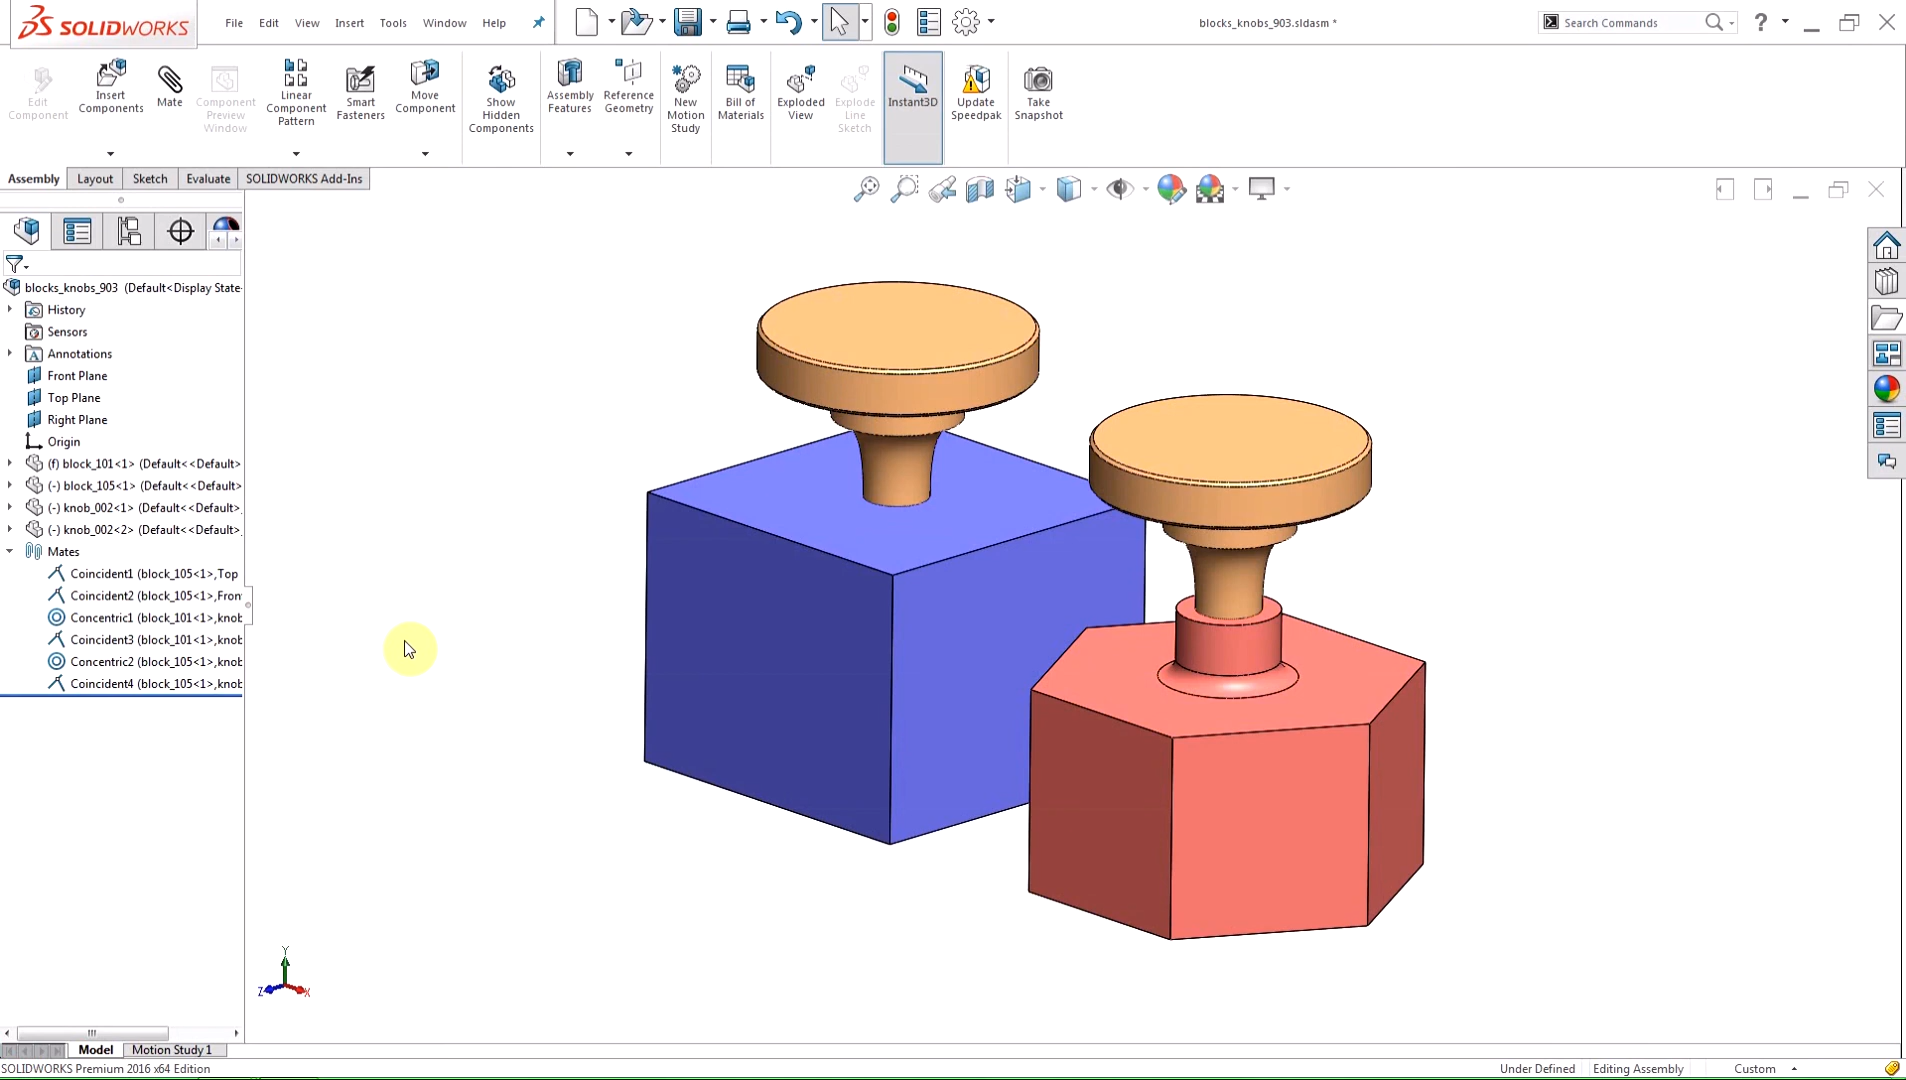 SOLIDWORKS File Edit View Insert Tools Window Help blocks_knobs_903.sldasm * Search Commands ?
Edit Component
Insert Components
Mate
Component Preview Window
Linear Component Pattern
Smart Fasteners
Move Component
Show Hidden Components
Assembly Features
Reference Geometry
New Motion Study
Bill of Materials
Exploded View
Explode Line Sketch
Instant3D
Update Speedpak
Take Snapshot
Assembly Layout Sketch Evaluate SOLIDWORKS Add-Ins
blocks_knobs_903 (Default<Display State-
History
Sensors
Annotations
Front Plane
Top Plane
Right Plane
Origin
(f) block_101<1> (Default<<Default>
(-) block_105<1> (Default<<Default>
(-) knob_002<1> (Default<<Default>
(-) knob_002<2> (Default<<Default>
Mates
Coincident1 (block_105<1>,Top
Coincident2 (block_105<1>,Fron
Concentric1 (block_101<1>,knob
Coincident3 (block_101<1>,knob
Concentric2 (block_105<1>,knob
Coincident4 (block_105<1>,knob
Y
Z X
Model Motion Study 1
SOLIDWORKS Premium 2016 x64 Edition Under Defined Editing Assembly Custom